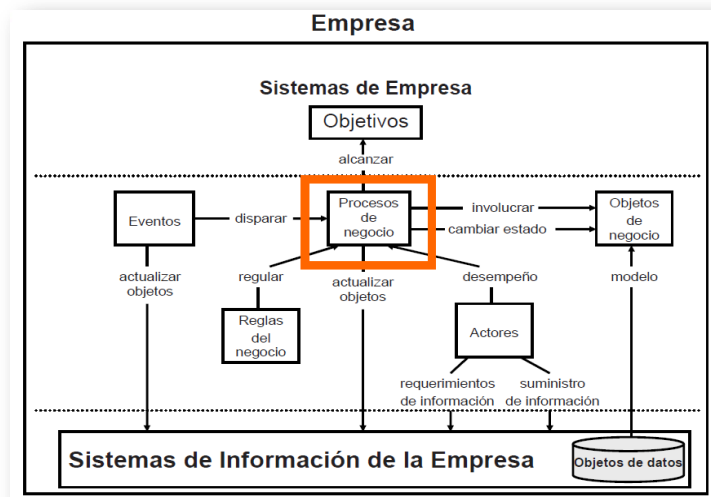 Empresa
Sistemas de Empresa
Objetivos
alcanzar
Eventos
disparar
Procesos
de
negocio
involucrar
cambiar estado
Objetos
de
negocio
actualizar
objetos
regular
actualizar
objetos
desempeño
modelo
Reglas
del
negocio
Actores
requerimientos
de información
suministro
de información
Sistemas de Información de la Empresa
Objetos de datos